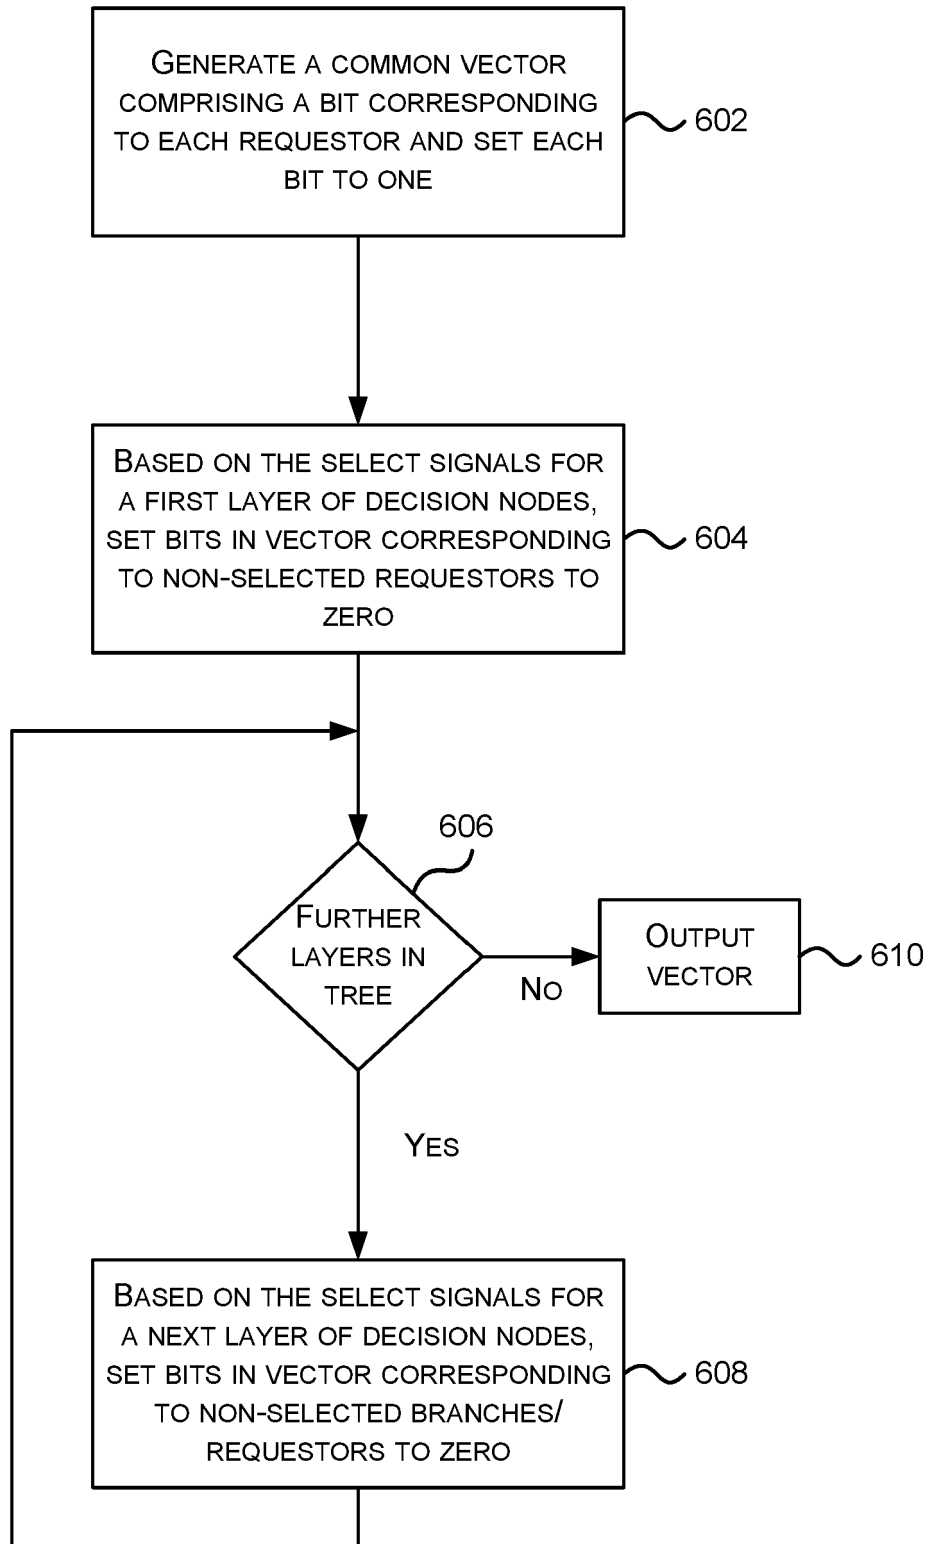 GENERATE A COMMON VECTOR
COMPRISING A BIT CORRESPONDING
TO EACH REQUESTOR AND SET EACH
BIT TO ONE
602
BASED ON THE SELECT SIGNALS FOR
A FIRST LAYER OF DECISION NODES,
SET BITS IN VECTOR CORRESPONDING
TO NON-SELECTED REQUESTORS TO
ZERO
604
606
FURTHER
LAYERS IN
TREE
NO
OUTPUT
VECTOR
610
YES
BASED ON THE SELECT SIGNALS FOR
A NEXT LAYER OF DECISION NODES,
SET BITS IN VECTOR CORRESPONDING
TO NON-SELECTED BRANCHES/
REQUESTORS TO ZERO
608